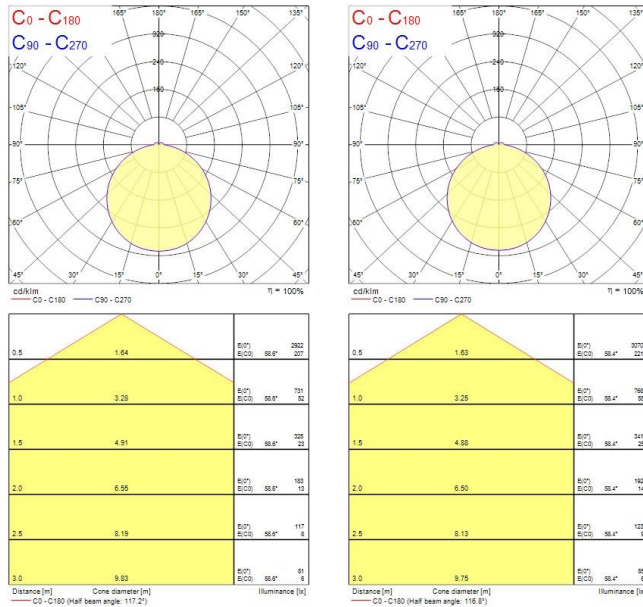 C0 - C180
C90 - C270
165° 180° 165° 135°
320
120° 240 120°
160
105° 105°
90° 90°
75° 75°
60° 60°
45° 30° 15° 0° 15° 30° 45°
cd/klm η = 100%
C0 - C180 C90 - C270
0.5 1.64 E(0°) 2922
E(C0) 58.6° 207
1.0 3.28 E(0°) 731
E(C0) 58.6° 52
1.5 4.91 E(0°) 325
E(C0) 58.6° 23
2.0 6.55 E(0°) 183
E(C0) 58.6° 13
2.5 8.19 E(0°) 117
E(C0) 58.6° 8
3.0 9.83 E(0°) 81
E(C0) 58.6° 6
Distance [m] Cone diameter [m] Illuminance [lx]
C0 - C180 (Half beam angle: 117.2°)
C0 - C180
C90 - C270
165° 180° 165° 135°
320
120° 240 120°
160
105° 105°
90° 90°
75° 75°
60° 60°
45° 30° 15° 0° 15° 30° 45°
cd/klm η = 100%
C0 - C180 C90 - C270
0.5 1.63 E(0°) 3070
E(C0) 58.4° 221
1.0 3.25 E(0°) 768
E(C0) 58.4°
1.5 4.88 E(0°) 341
E(C0) 58.4°
2.0 6.50 E(0°) 192
E(C0) 58.4°
2.5 8.13 E(0°) 123
E(C0) 58.4°
3.0 9.75 E(0°)
E(C0) 58.4°
Distance [m] Cone diameter [m] Illuminance
C0 - C180 (Half beam angle: 116.8°)